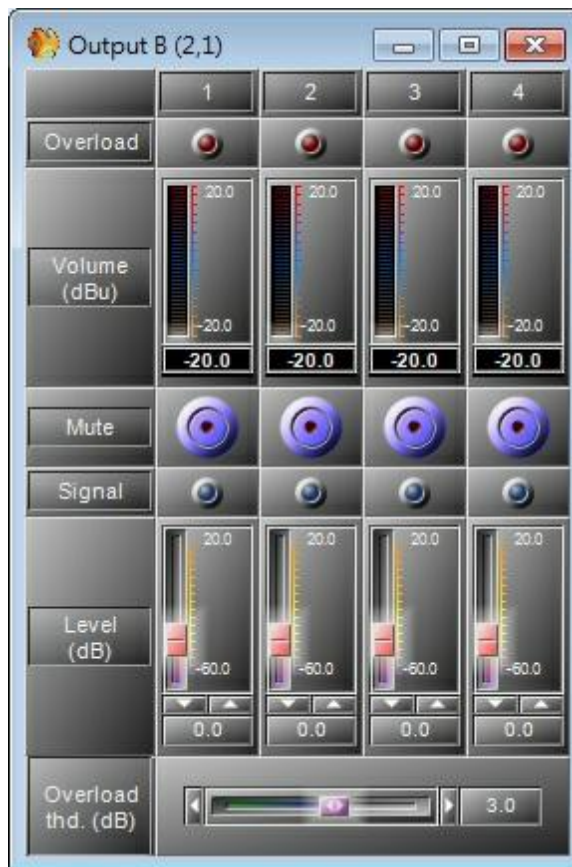 Output B (2,1)
1 2 3 4
Overload
20.0 20.0 20.0 20.0
Volume
(dBu)
-20.0 -20.0 -20.0 -20.0
-20.0 -20.0 -20.0 -20.0
Mute
Signal
20.0 20.0 20.0 20.0
Level
(dB)
-60.0 -60.0 -60.0 -60.0
0.0 0.0 0.0 0.0
Overload
thd. (dB)
3.0